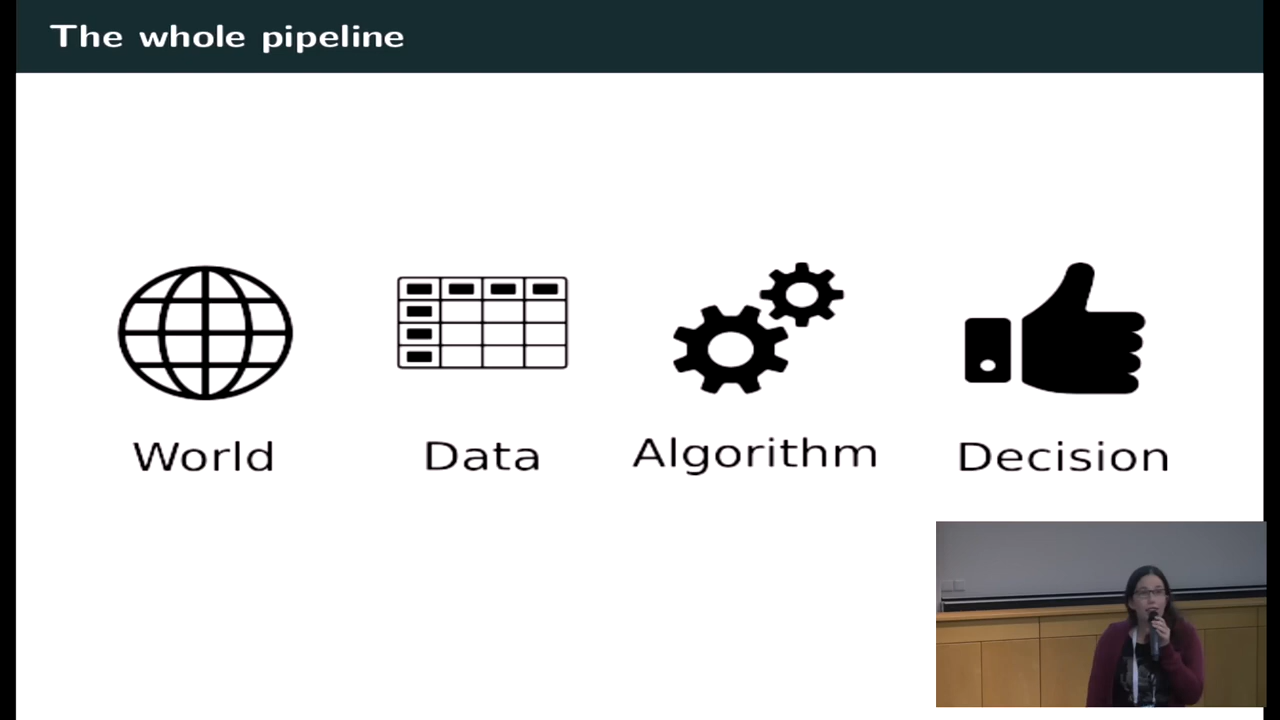 The whole pipeline
World
Data
Algorithm
Decision